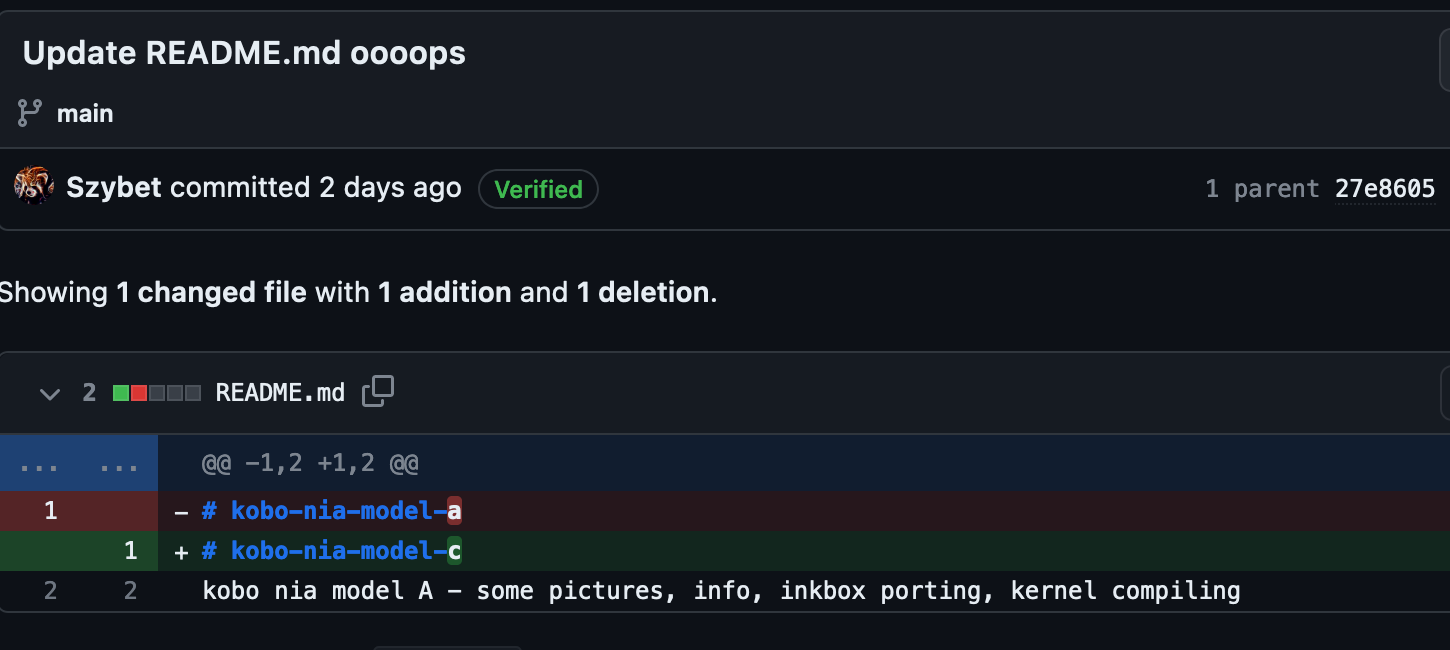 Update README.md oooops
main
Szybet committed 2 days ago Verified 1 parent 27e8605
Showing 1 changed file with 1 addition and 1 deletion.
2 README.md
... ... @@ -1,2 +1,2 @@
1 - # kobo-nia-model-a
1 + # kobo-nia-model-c
2 2 kobo nia model A - some pictures, info, inkbox porting, kernel compiling